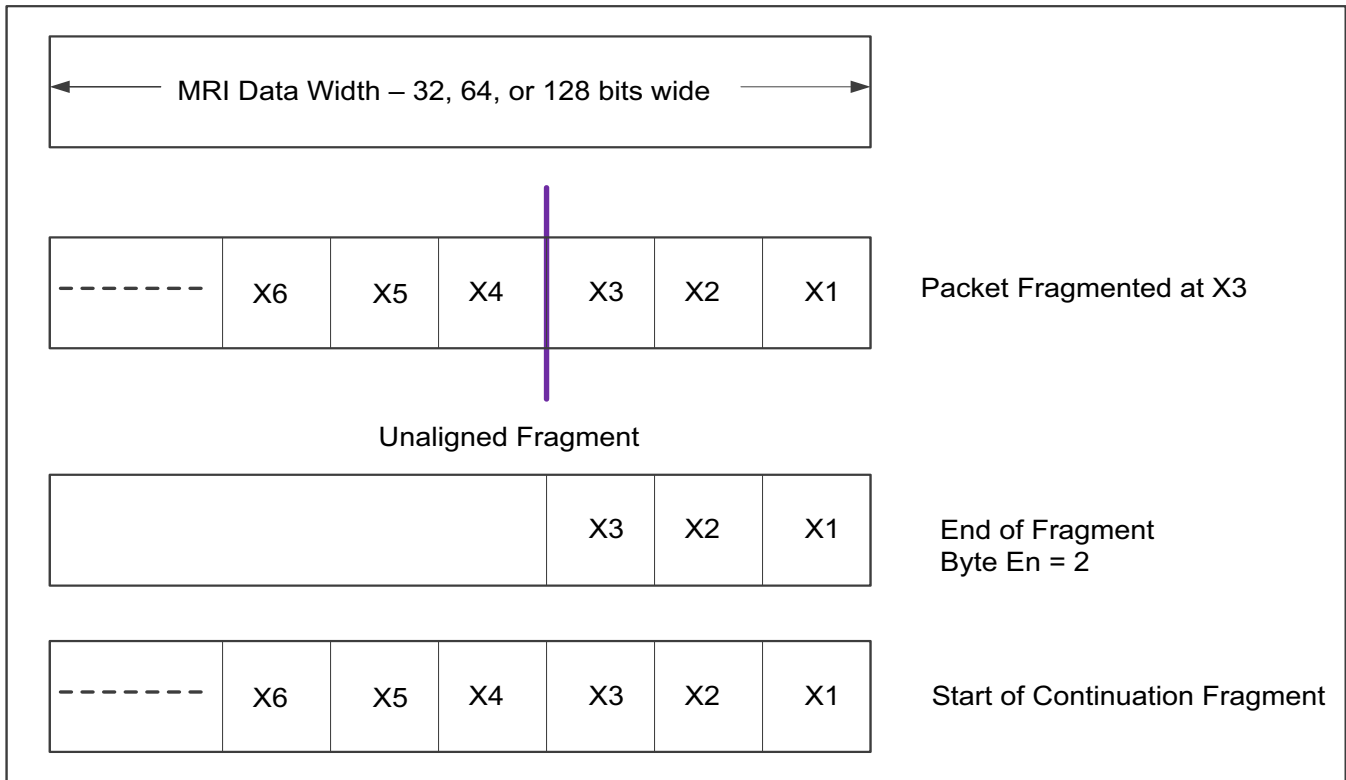 MRI Data Width – 32, 64, or 128 bits wide
X6 X5 X4 X3 X2 X1 Packet Fragmented at X3
Unaligned Fragment
X3 X2 X1 End of Fragment
Byte En = 2
X6 X5 X4 X3 X2 X1 Start of Continuation Fragment